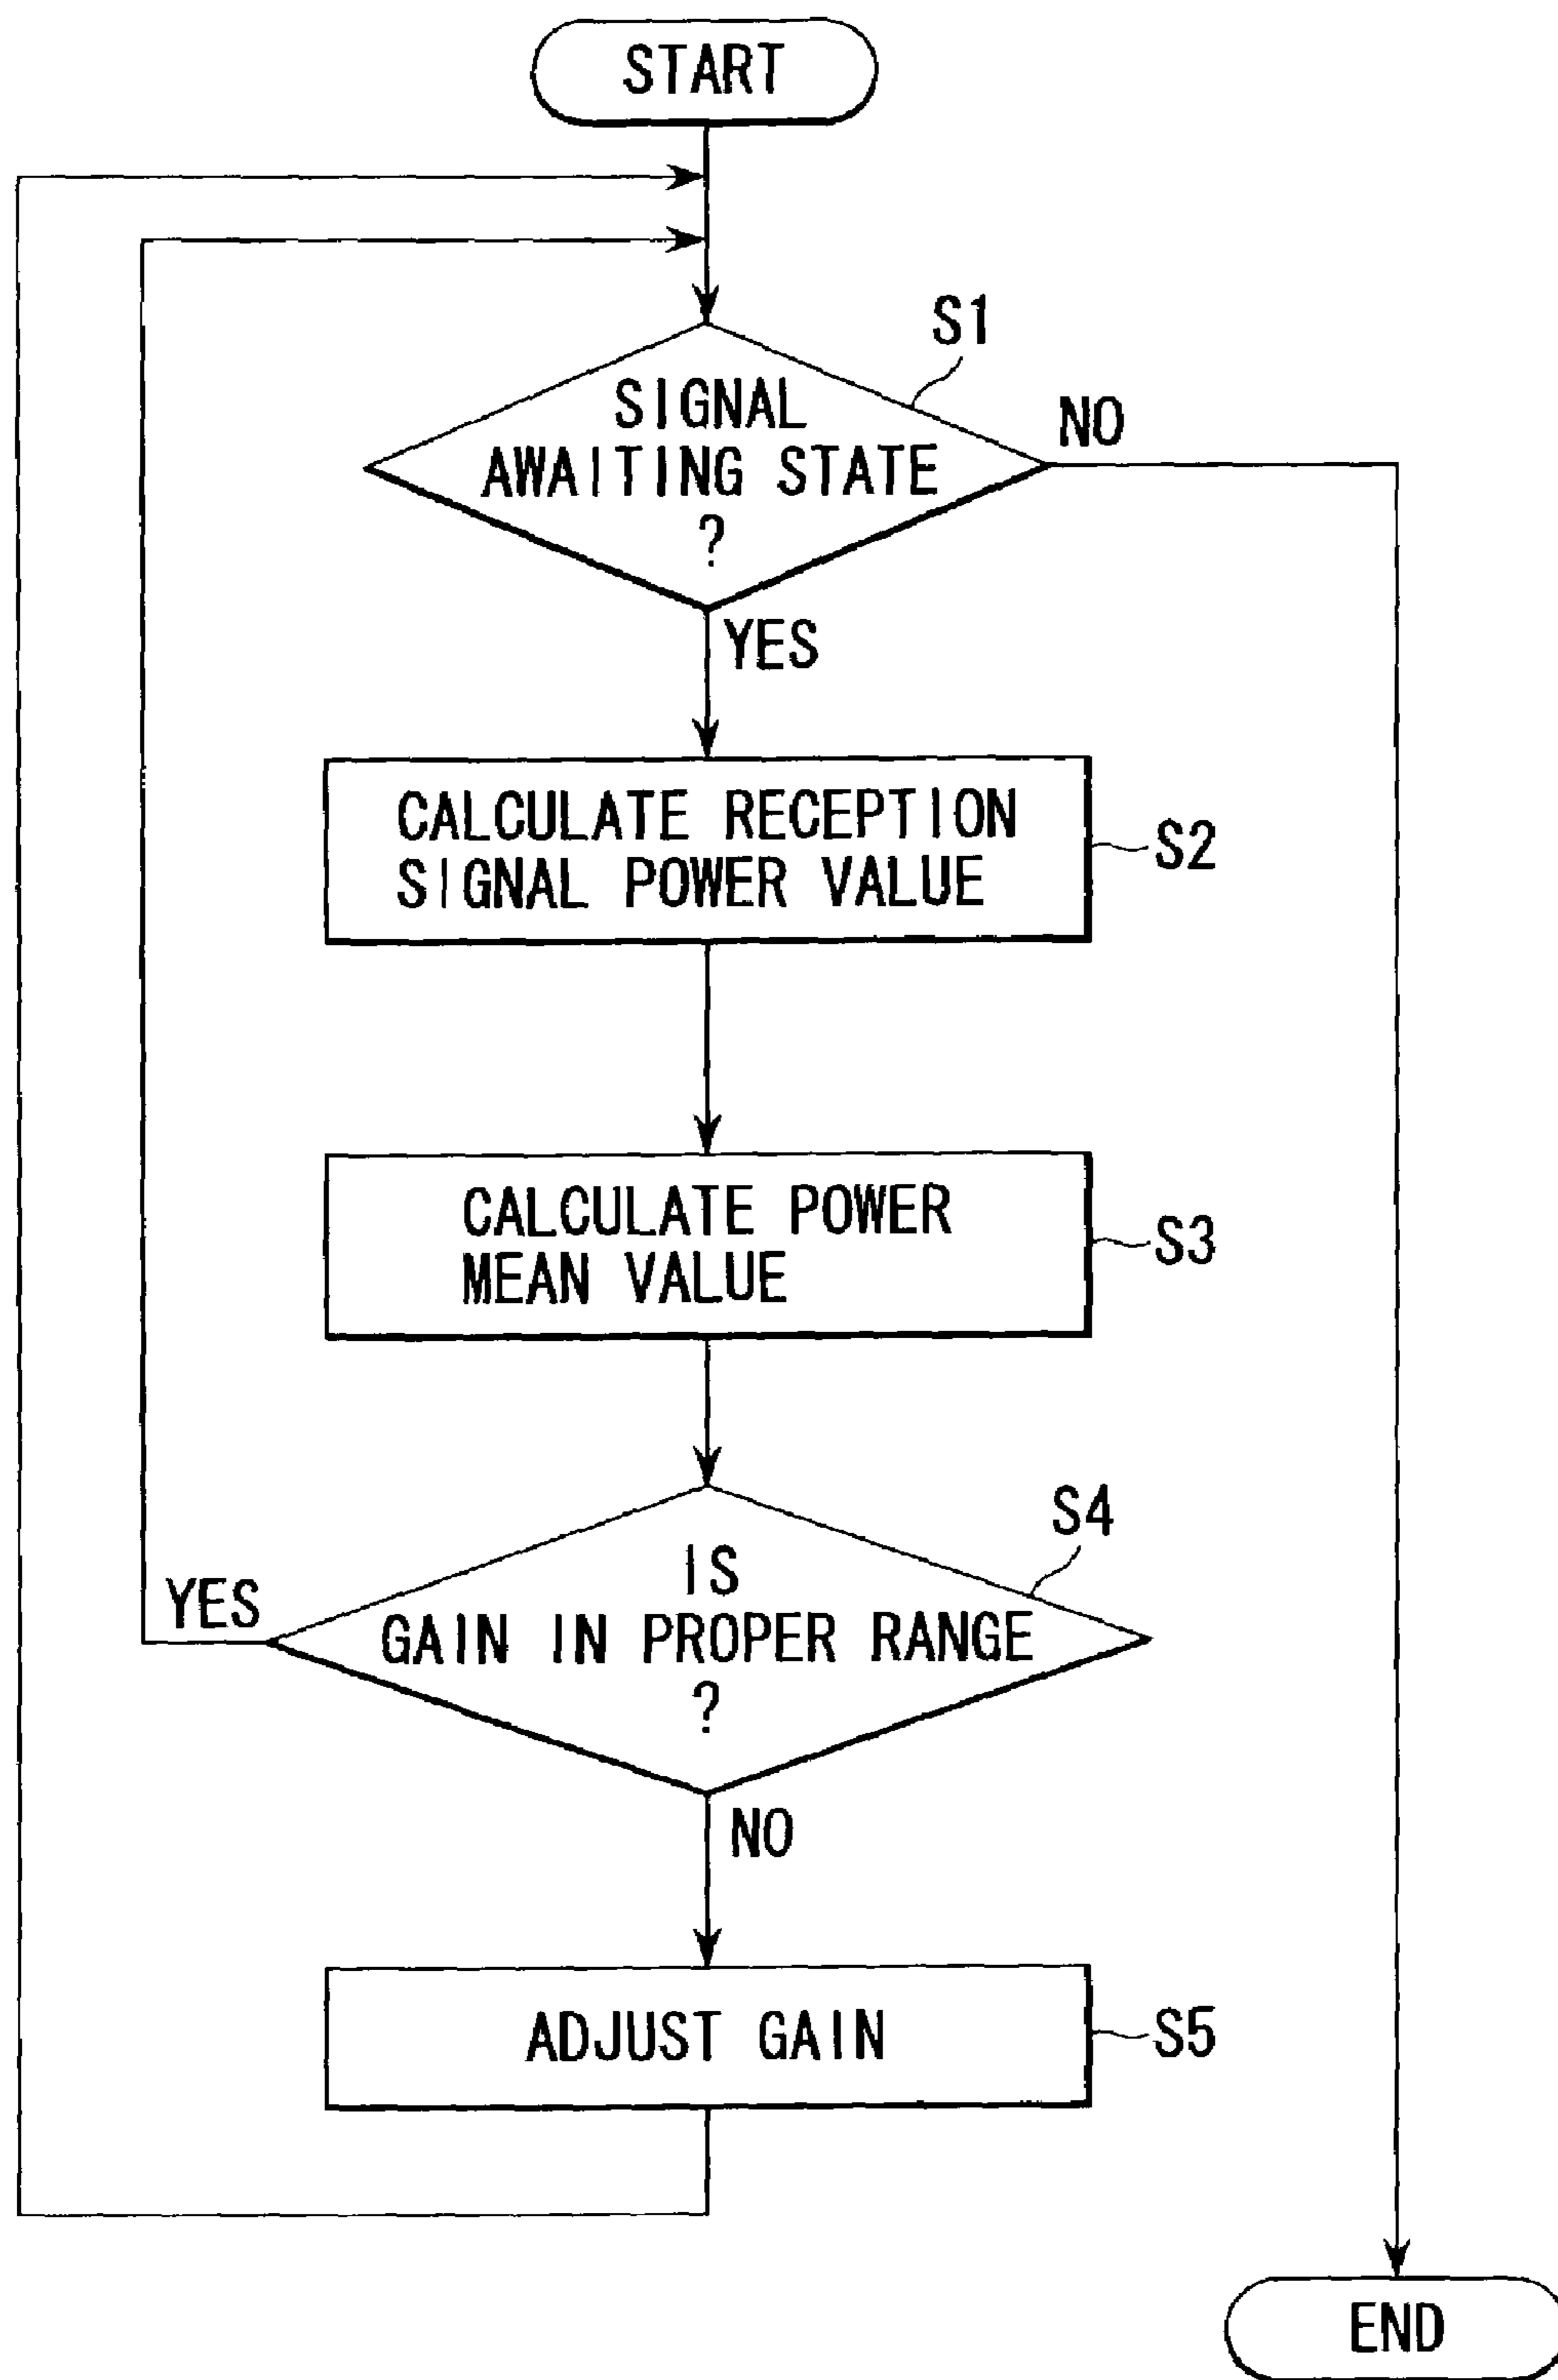 START
S1
SIGNAL
AWAITING STATE
?
NO
YES
CALCULATE RECEPTION
SIGNAL POWER VALUE
S2
CALCULATE POWER
MEAN VALUE
S3
S4
IS
GAIN IN PROPER RANGE
?
YES
NO
ADJUST GAIN
S5
END